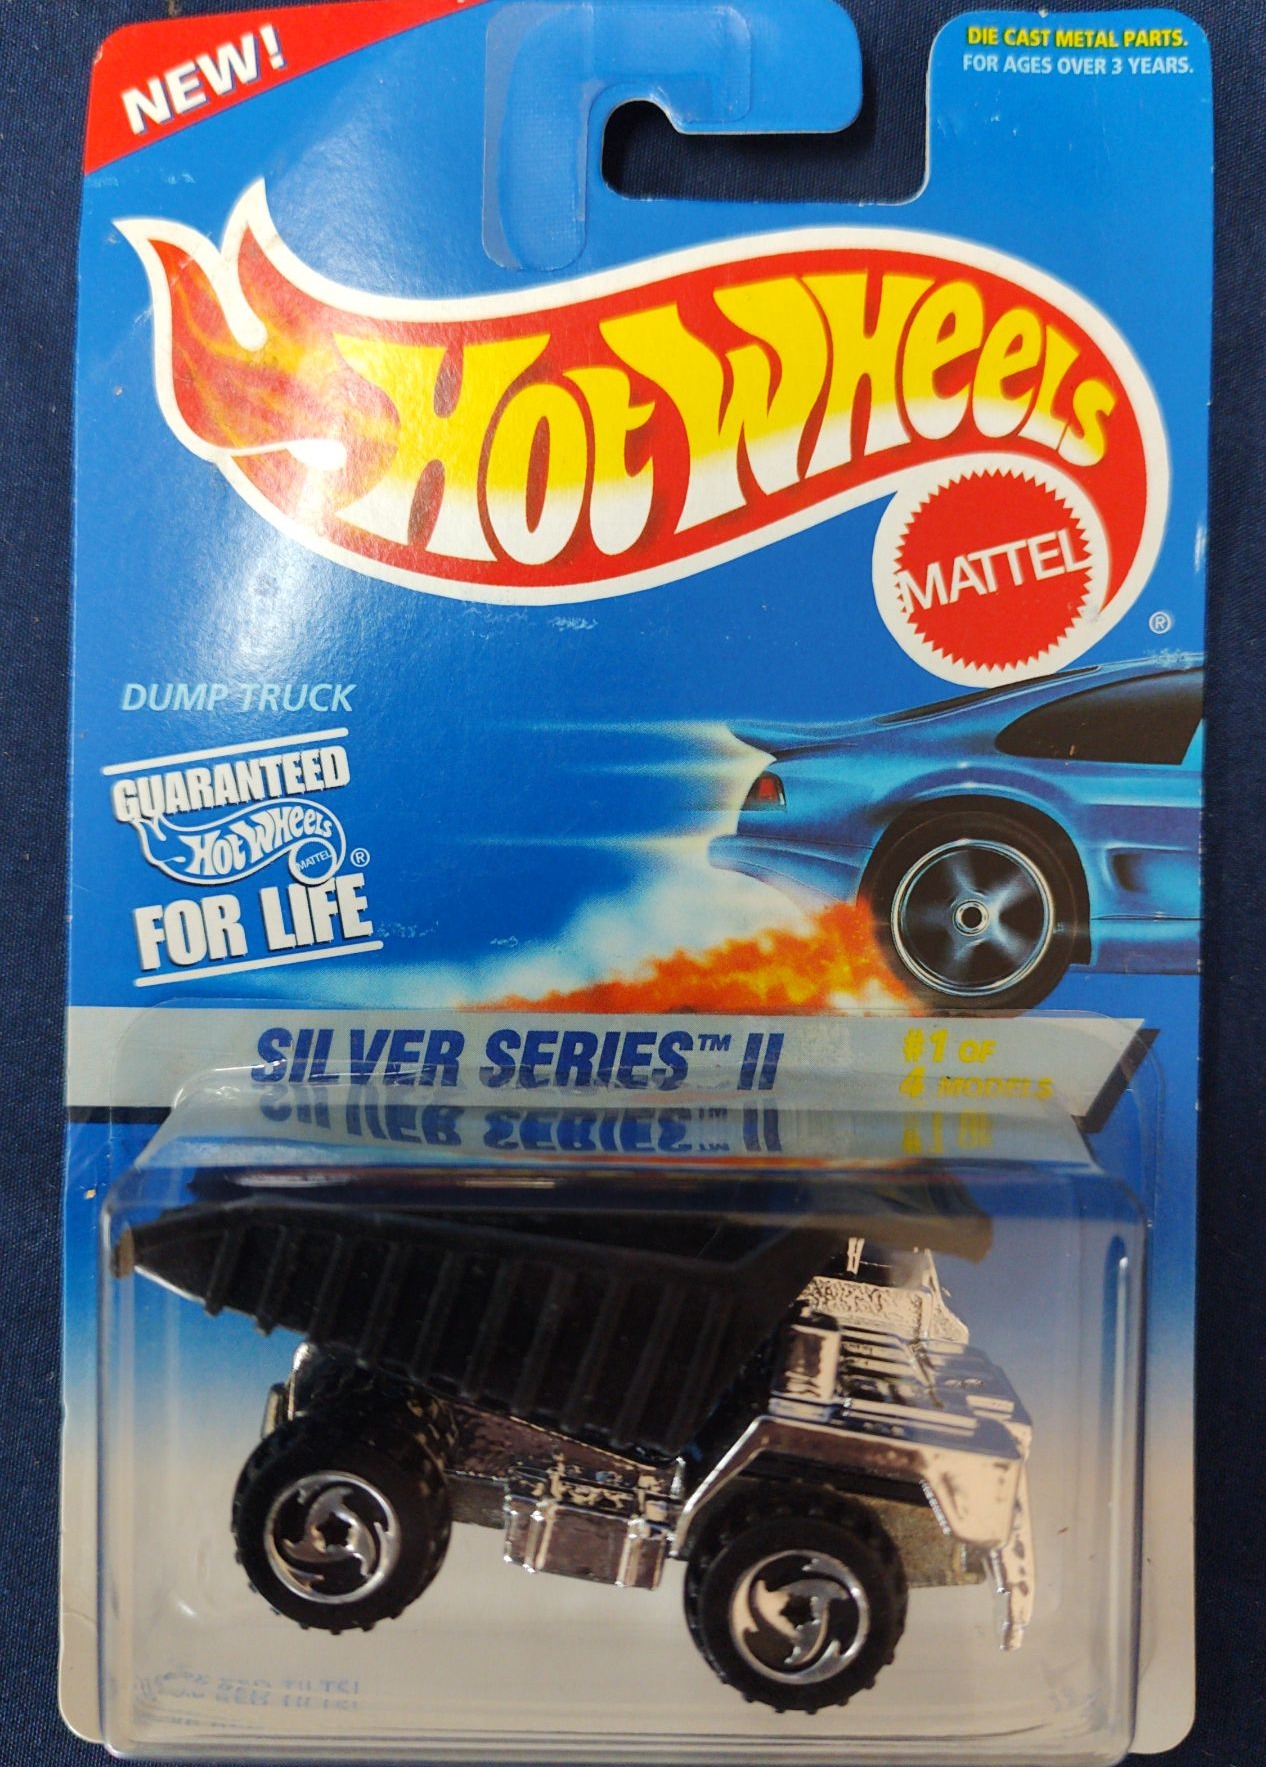 NEW!
DIE CAST METAL PARTS.
FOR AGES OVER 3 YEARS.
HOT WHEELS
MATTEL
®
DUMP TRUCK
GUARANTEED
HOT WHEELS
MATTEL ®
FOR LIFE
SILVER SERIES™ II
#1 OF
4 MODELS